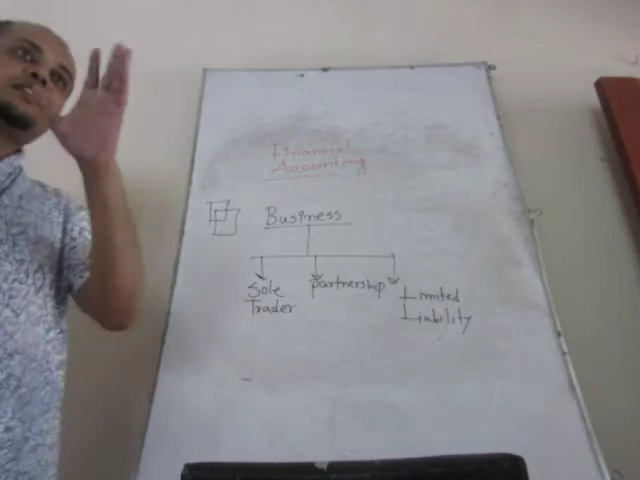 Financial
Accounting
Business
Sole
Trader
Partnership
Limited
Liability